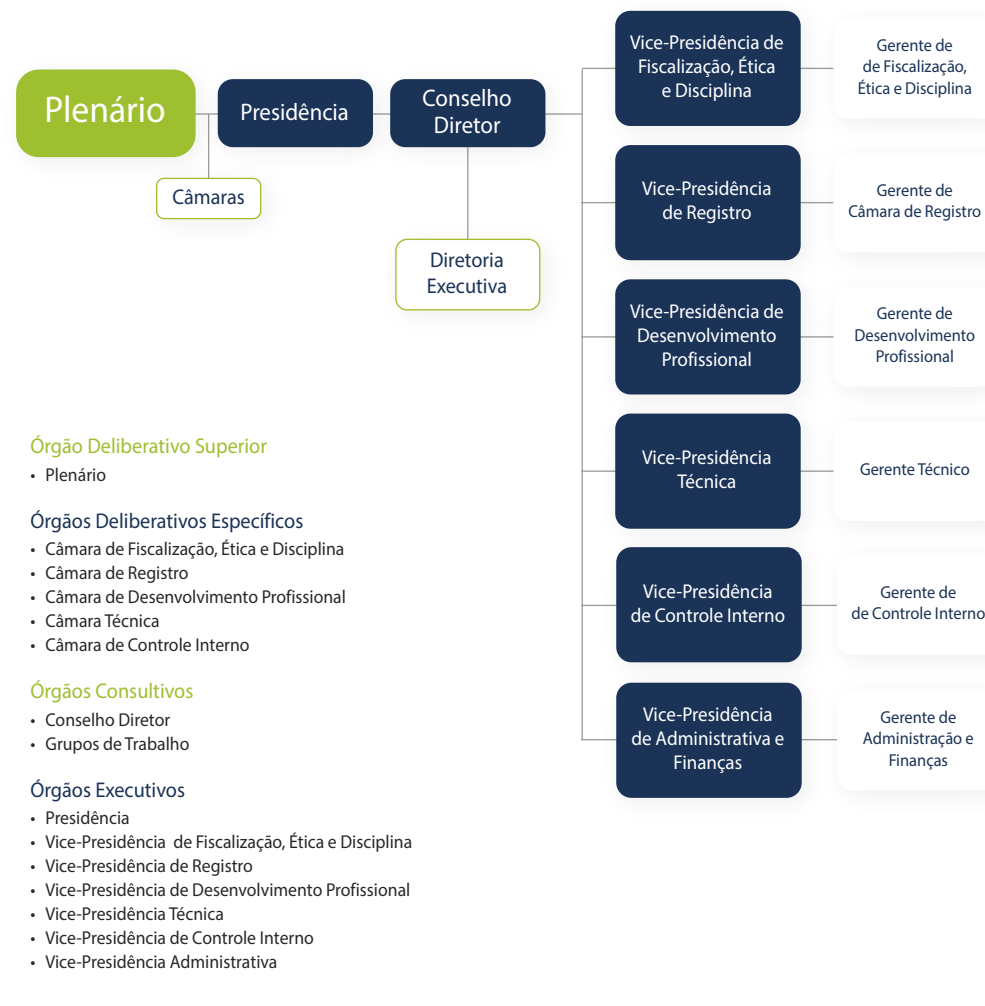 Plenário
Câmaras
Presidência
Conselho
Diretor
Diretoria
Executiva
Vice-Presidência de
Fiscalização, Ética
e Disciplina
Gerente de
de Fiscalização,
Ética e Disciplina
Vice-Presidência
de Registro
Gerente de
Câmara de Registro
Vice-Presidência de
Desenvolvimento
Profissional
Gerente de
Desenvolvimento
Profissional
Vice-Presidência
Técnica
Gerente Técnico
Vice-Presidência
de Controle Interno
Gerente de
de Controle Interno
Vice-Presidência
de Administrativa e
Finanças
Gerente de
Administração e
Finanças
Órgão Deliberativo Superior
• Plenário
Órgãos Deliberativos Específicos
• Câmara de Fiscalização, Ética e Disciplina
• Câmara de Registro
• Câmara de Desenvolvimento Profissional
• Câmara Técnica
• Câmara de Controle Interno
Órgãos Consultivos
• Conselho Diretor
• Grupos de Trabalho
Órgãos Executivos
• Presidência
• Vice-Presidência de Fiscalização, Ética e Disciplina
• Vice-Presidência de Registro
• Vice-Presidência de Desenvolvimento Profissional
• Vice-Presidência Técnica
• Vice-Presidência de Controle Interno
• Vice-Presidência Administrativa